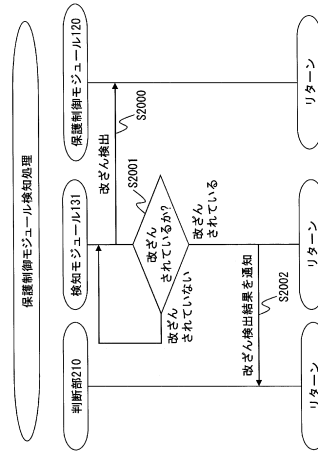 保護制御モジュール検知処理
判断部210
検知モジュール131
保護制御モジュール120
改ざん検出
S2000
S2001
改ざん
されているか?
改ざん
されていない
改ざん
されている
改ざん検出結果を通知
S2002
リターン
リターン
リターン